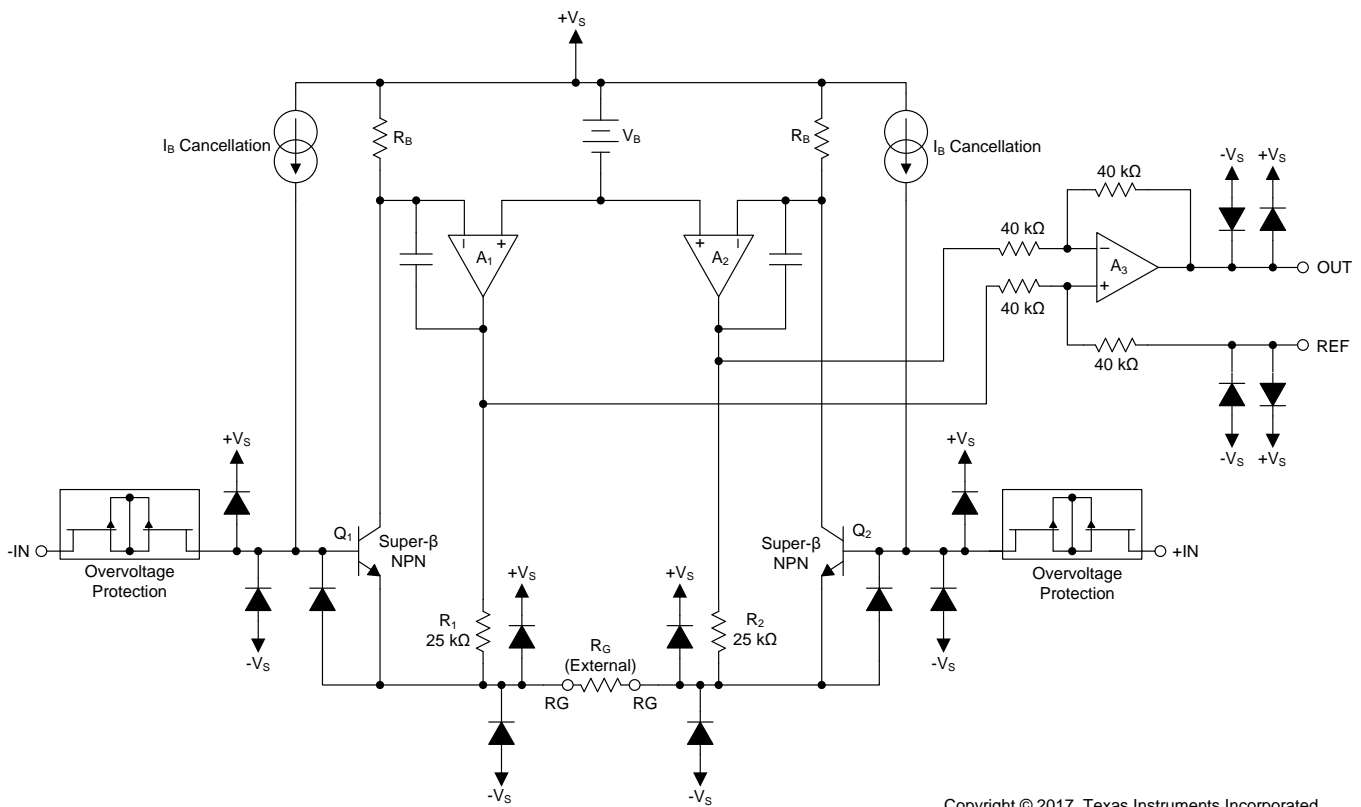 +VS
IB Cancellation
RB
VB
RB
IB Cancellation
-VS
+VS
40 kΩ
40 kΩ
40 kΩ
A1
A2
A3
OUT
REF
40 kΩ
-VS
+VS
+VS
+VS
-IN
Overvoltage
Protection
Q1
Super-β
NPN
Q2
Super-β
NPN
+IN
Overvoltage
Protection
-VS
-VS
R1
25 kΩ
+VS
RG
(External)
+VS
R2
25 kΩ
RG
RG
-VS
-VS
Copyright © 2017, Texas Instruments Incorporated